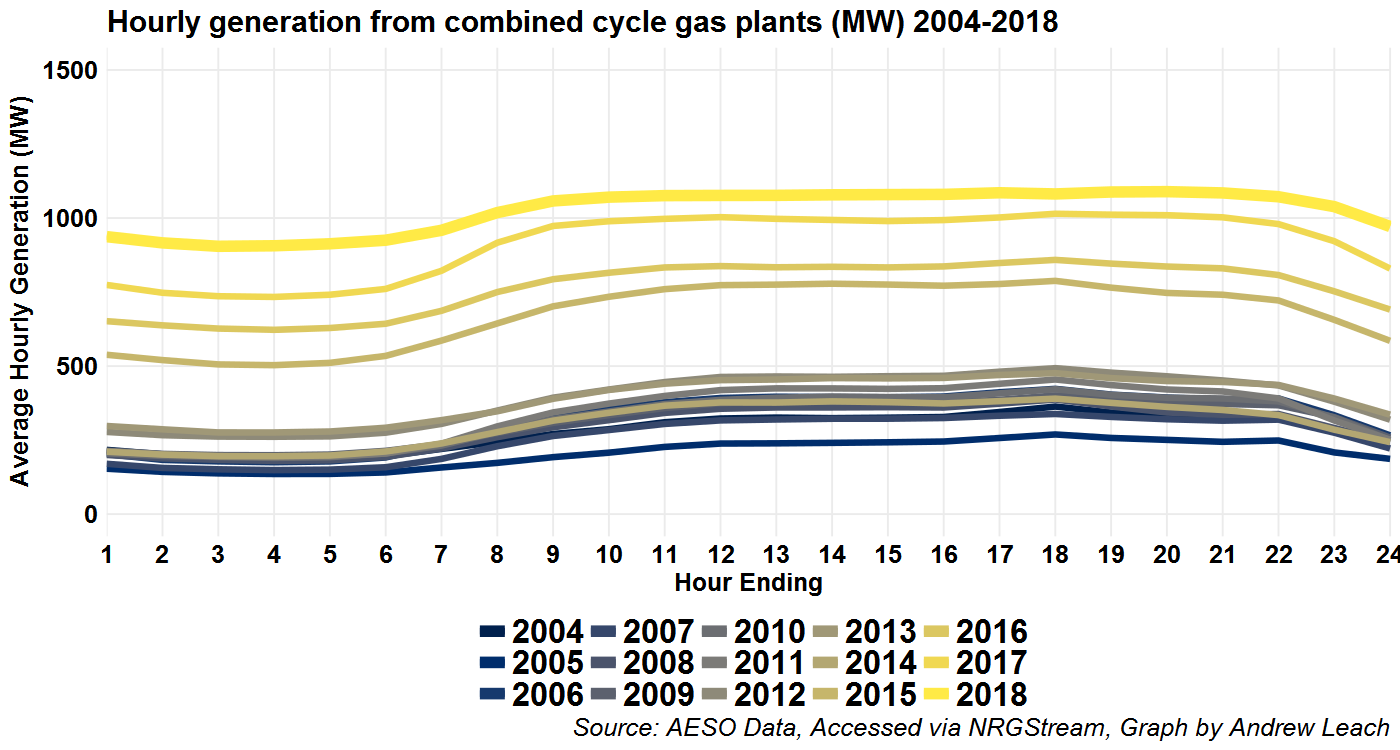 Hourly generation from combined cycle gas plants (MW) 2004-2018
Average Hourly Generation (MW)
1500
1000
500
0
1 2 3 4 5 6 7 8 9 10 11 12 13 14 15 16 17 18 19 20 21 22 23 24
Hour Ending
2004 2007 2010 2013 2016
2005 2008 2011 2014 2017
2006 2009 2012 2015 2018
Source: AESO Data, Accessed via NRGStream, Graph by Andrew Leach